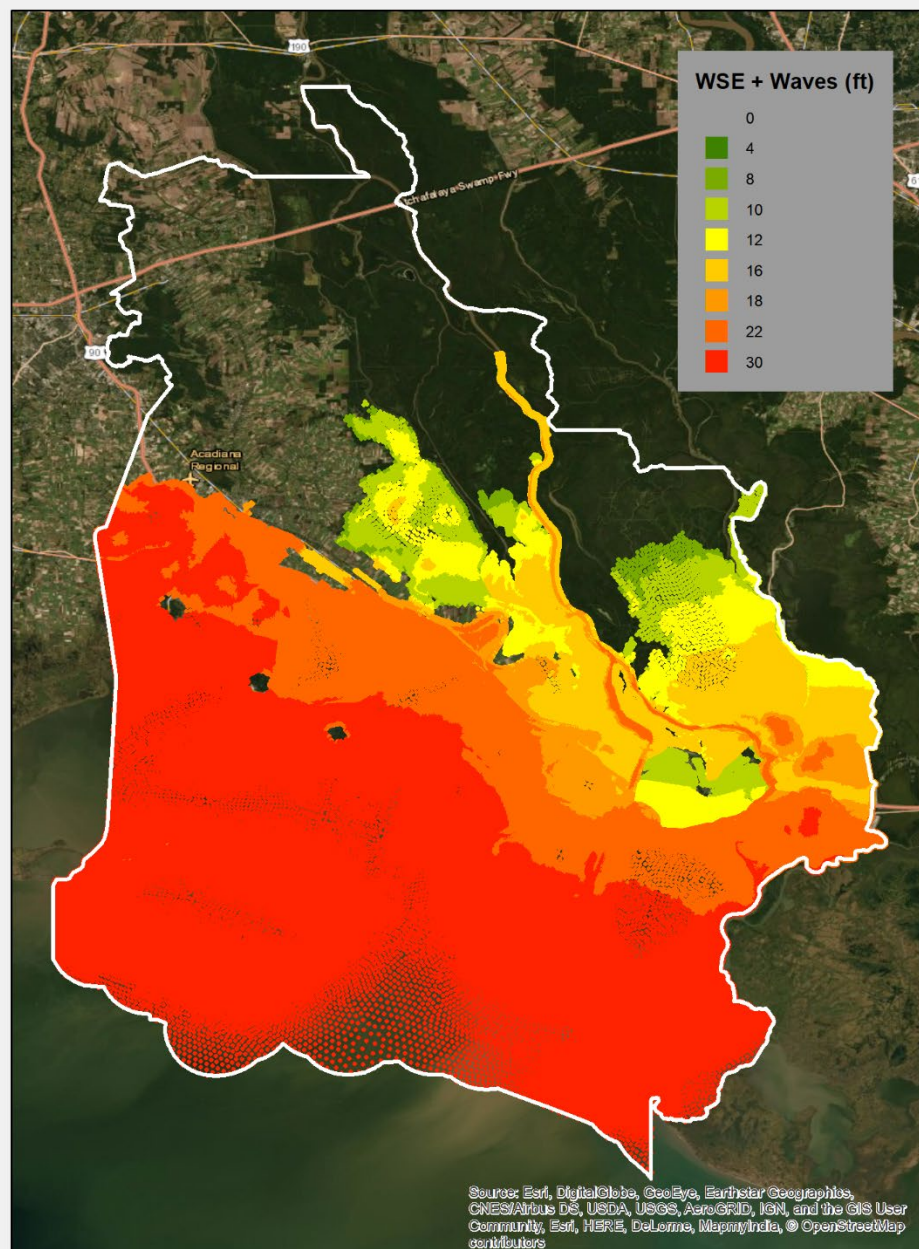 190
WSE + Waves (ft)
0
4
8
10
12
16
18
22
30
6
tchafalaya Swamp Fwy
90
Acadiana
Regional
Source: Esri, DigitalGlobe, GeoEye, Earthstar Geographics,
CNES/Airbus DS, USDA, USGS, AeroGRID, IGN, and the GIS User
Community, Esri, HERE, DeLorme, MapmyIndia, © OpenStreetMap
contributors